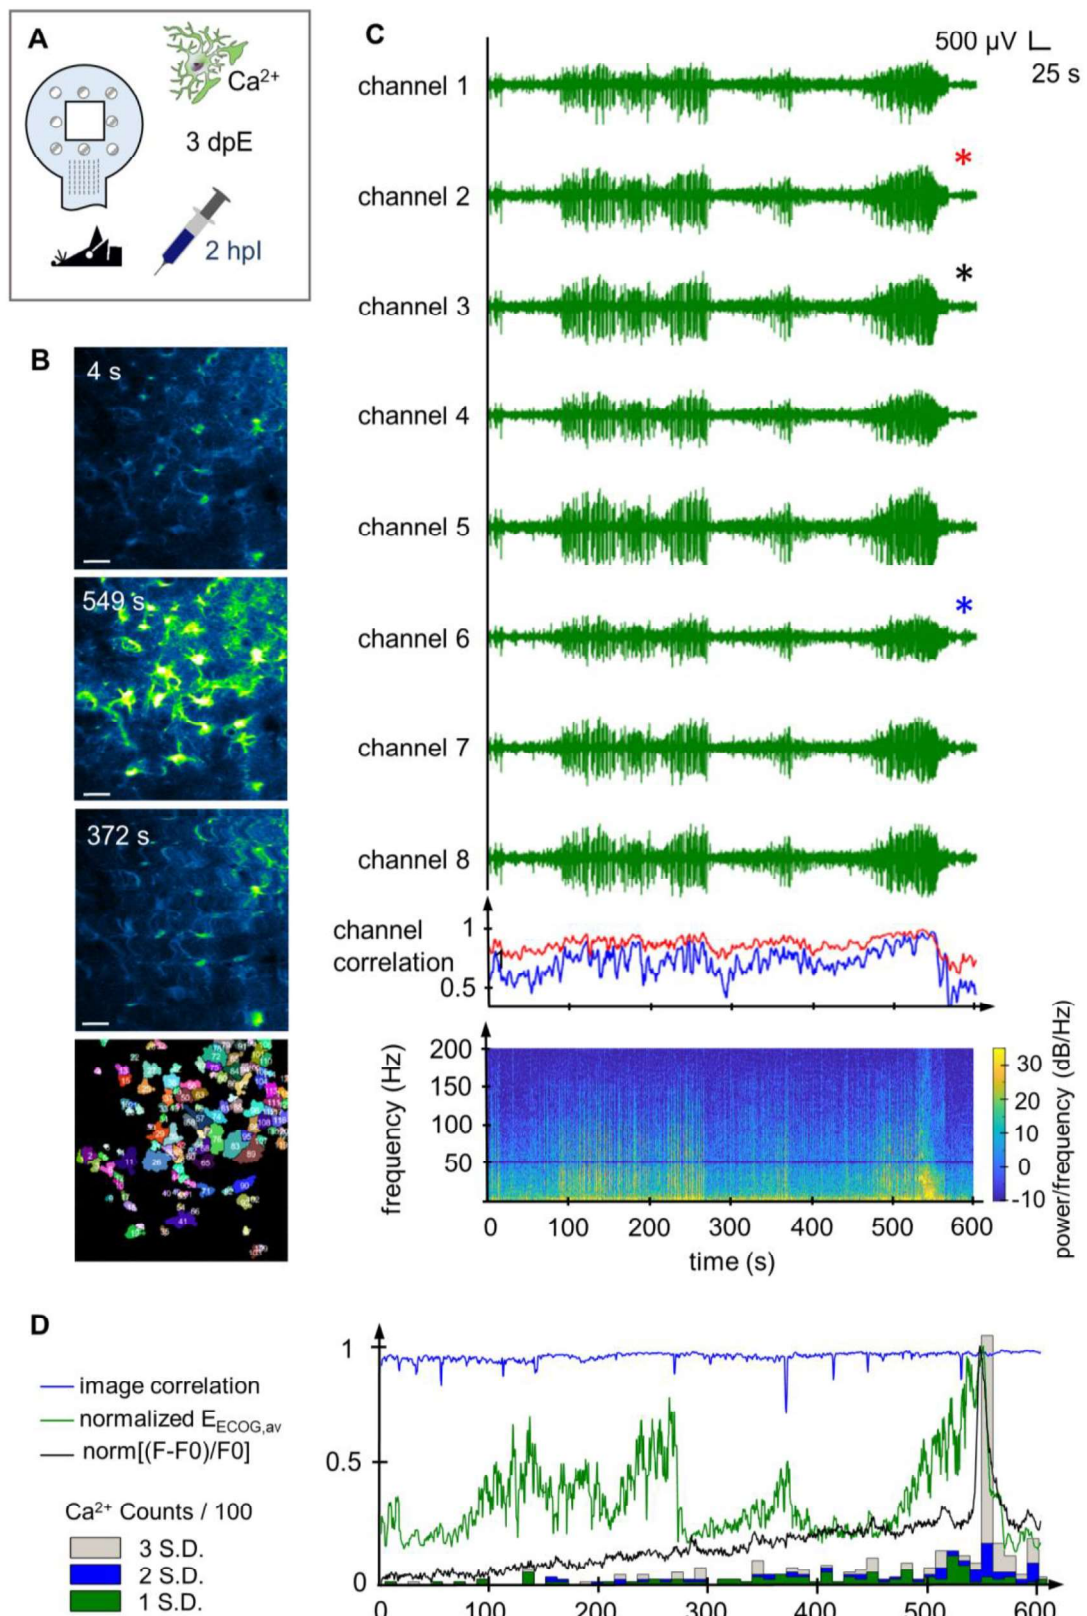 A
Ca2+
3 dpE
2 hpI
B
4 s
549 s
372 s
C
500 µV
25 s
channel 1
*
channel 2
*
channel 3
channel 4
channel 5
*
channel 6
channel 7
channel 8
channel
correlation
1
0.5
frequency (Hz)
200
150
100
50
0
100
200
300
400
500
600
time (s)
30
20
10
0
-10
power/frequency (dB/Hz)
D
image correlation
normalized EECOG,av
norm[(F-F0)/F0]
Ca2+ Counts / 100
3 S.D.
2 S.D.
1 S.D.
1
0.5
0
0
100
200
300
400
500
600